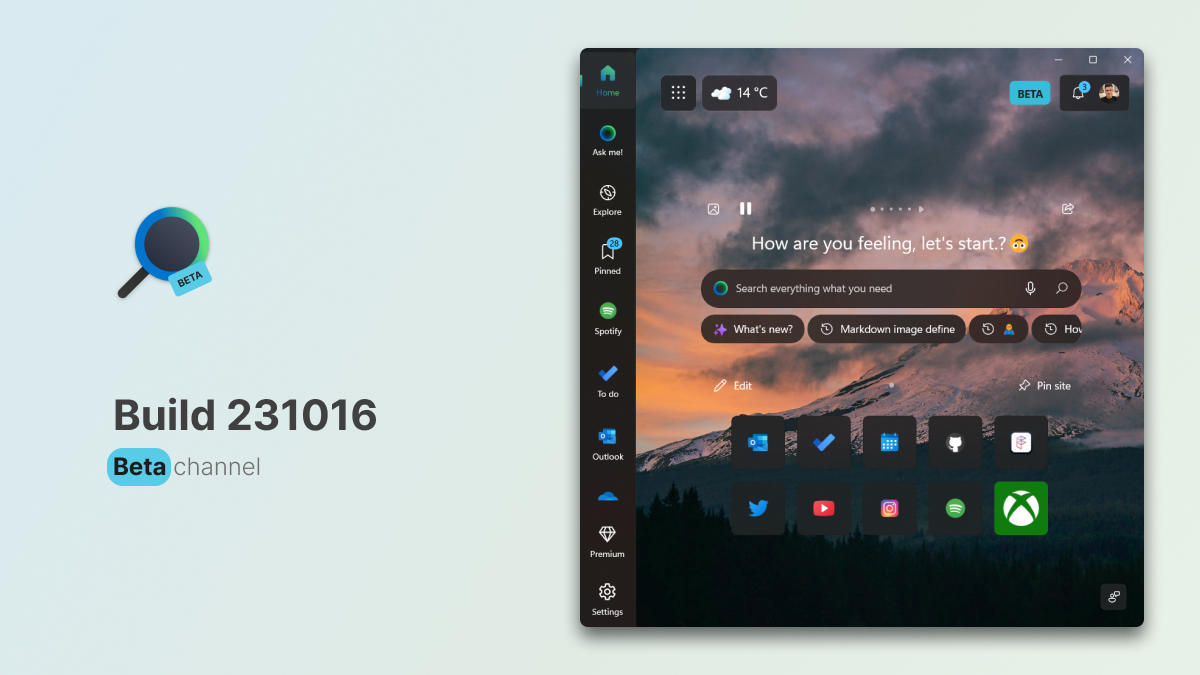 BETA
Build 231016
Beta channel
Home
Ask me!
Explore
28
Pinned
Spotify
To do
Outlook
Premium
Settings
14 °C
BETA
3
How are you feeling, let's start.?
Search everything what you need
What's new?
Markdown image define
Hov
Edit
Pin site